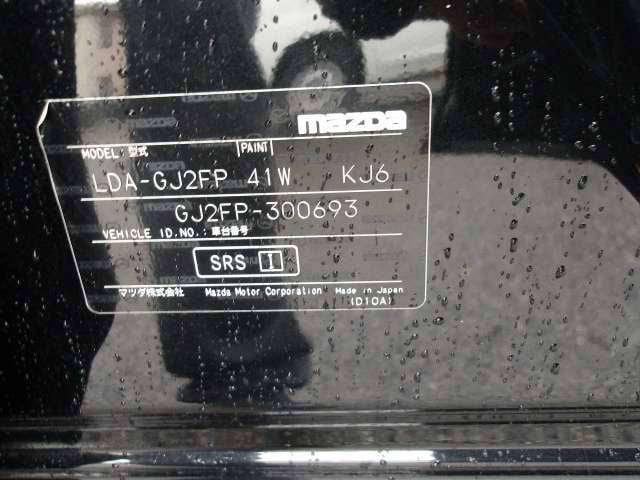 mazda
MODEL: 型式 PAINT
LDA-GJ2FP 41W KJ6
GJ2FP-300693
VEHICLE ID.NO.: 車台番号
SRS I
マツダ株式会社 Mazda Motor Corporation Made in Japan
(D10A)